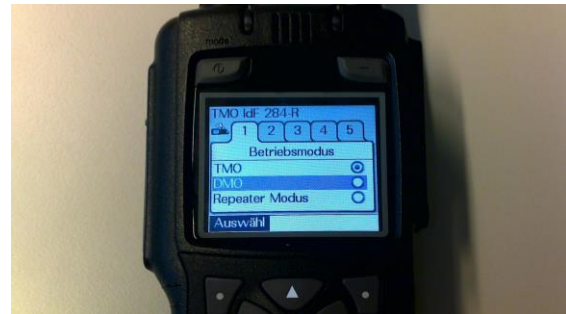 mode
TMO IdF 284-R
1 2 3 4 5
Betriebsmodus
TMO
DMO
Repeater Modus
Auswähl